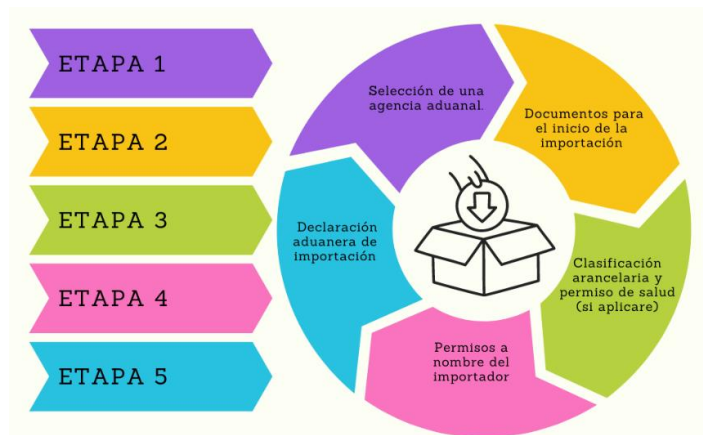 ETAPA 1
ETAPA 2
ETAPA 3
ETAPA 4
ETAPA 5
Selección de una
agencia aduanal.
Documentos para
el inicio de la
importación
Clasificación
arancelaria y
permiso de salud
(si aplicare)
Permisos a
nombre del
importador
Declaración
aduanera de
importación